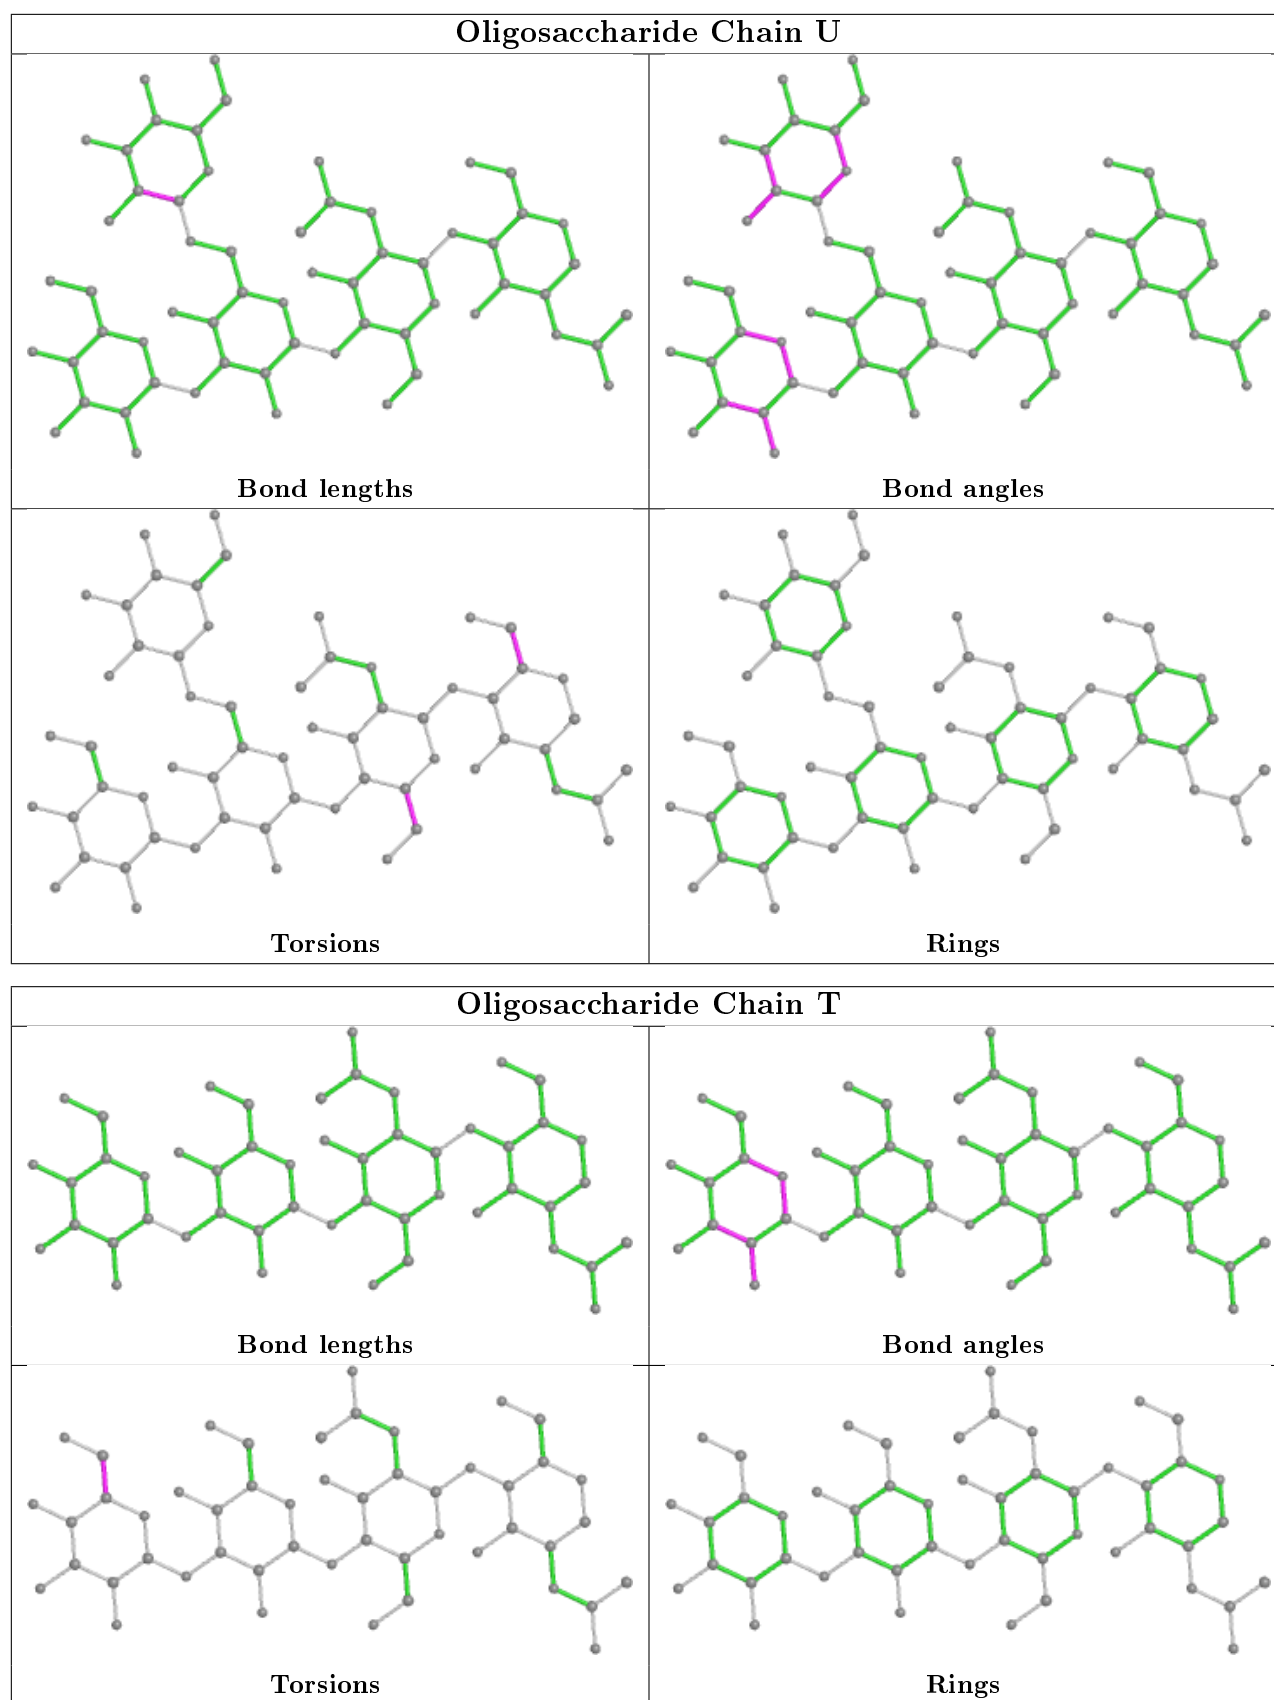 Oligosaccharide Chain U
Bond lengths
Bond angles
Torsions
Rings
Oligosaccharide Chain T
Bond lengths
Bond angles
Torsions
Rings